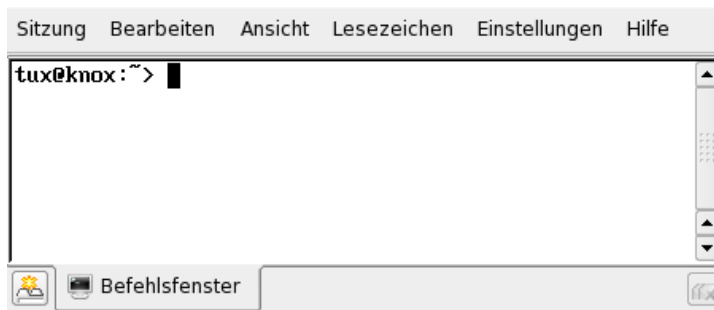 Sitzung Bearbeiten Ansicht Lesezeichen Einstellungen Hilfe
tux@knox:~>
Befehlsfenster